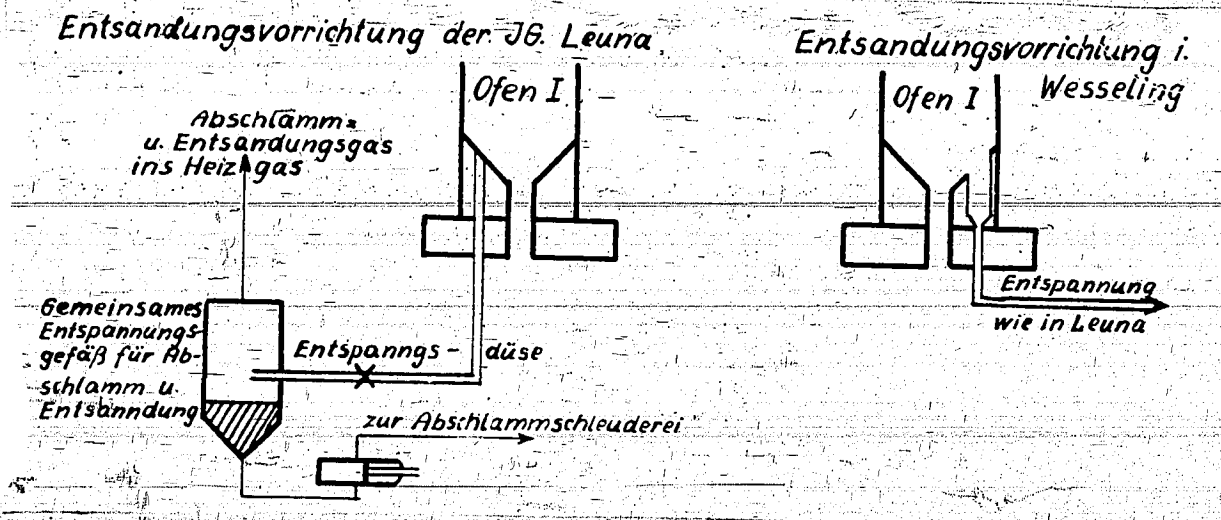 Entsandungsvorrichtung der JG. Leuna
Ofen I
Abschlämm=
u. Entsandungsgas
ins Heizgas
Gemeinsames
Entspannungs-
gefäß für Ab-
schlamm u.
Entsanndung
Entspanngs - düse
zur Abschlammschleuderei
Entsandungsvorrichtung i.
Wesseling
Ofen I
Entspannung
wie in Leuna